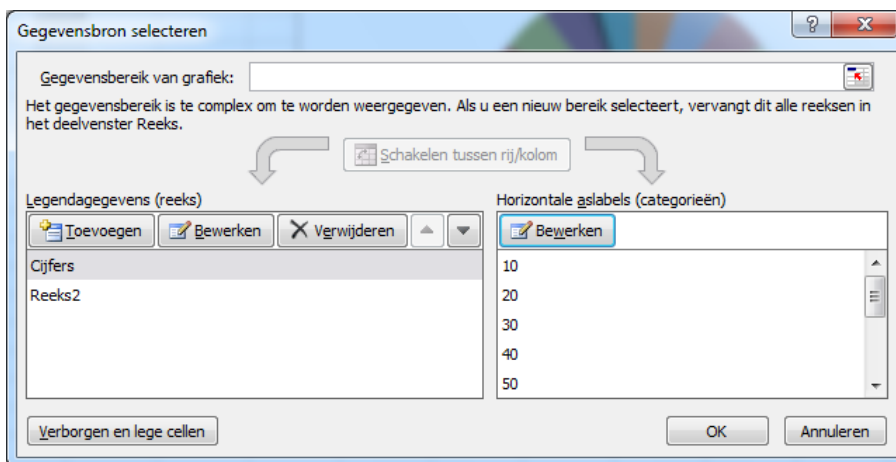 Gegevensbron selecteren
Gegevensbereik van grafiek:
Het gegevensbereik is te complex om te worden weergegeven. Als u een nieuw bereik selecteert, vervangt dit alle reeksen in
het deelvenster Reeks.
Schakelen tussen rij/kolom
Legendagegevens (reeks)
Toevoegen Bewerken Verwijderen
Cijfers
Reeks2
Horizontale aslabels (categorieën)
Bewerken
10
20
30
40
50
Verborgen en lege cellen
OK Annuleren